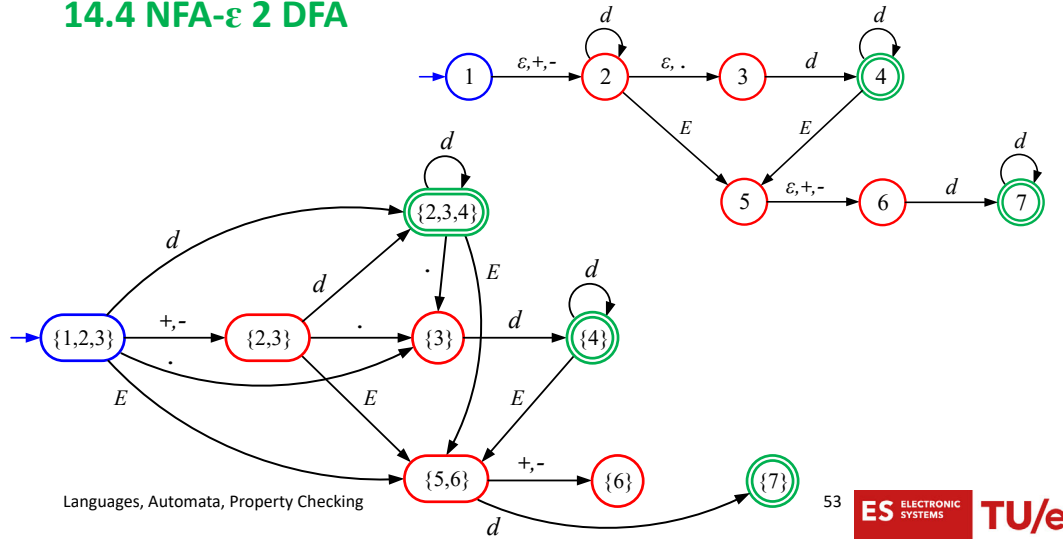 14.4 NFA-ε 2 DFA
d
d
1
ε,+,-
2
ε, .
3
d
4
E
E
d
5
ε,+,-
6
d
7
d
{2,3,4}
d
d
.
E
d
{1,2,3}
+,-
{2,3}
.
{3}
d
{4}
.
E
E
E
{5,6}
+,-
{6}
{7}
d
Languages, Automata, Property Checking
53
ES ELECTRONIC
SYSTEMS
TU/e